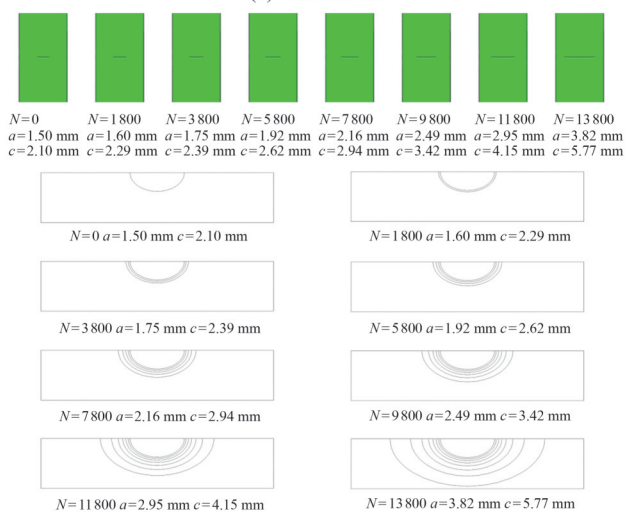 N=0 N=1 800 N=3 800 N=5 800 N=7 800 N=9 800 N=11 800 N=13 800
a=1.50 mm a=1.60 mm a=1.75 mm a=1.92 mm a=2.16 mm a=2.49 mm a=2.95 mm a=3.82 mm
c=2.10 mm c=2.29 mm c=2.39 mm c=2.62 mm c=2.94 mm c=3.42 mm c=4.15 mm c=5.77 mm
N=0 a=1.50 mm c=2.10 mm
N=1 800 a=1.60 mm c=2.29 mm
N=3 800 a=1.75 mm c=2.39 mm
N=5 800 a=1.92 mm c=2.62 mm
N=7 800 a=2.16 mm c=2.94 mm
N=9 800 a=2.49 mm c=3.42 mm
N=11 800 a=2.95 mm c=4.15 mm
N=13 800 a=3.82 mm c=5.77 mm